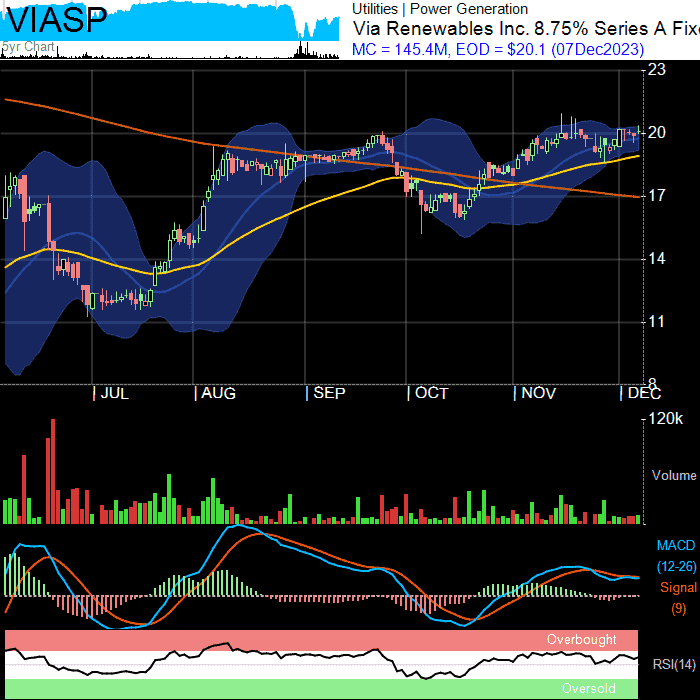 VIASP
5yr Chart
Utilities | Power Generation
Via Renewables Inc. 8.75% Series A Fixe
MC = 145.4M, EOD = $20.1 (07Dec2023)
23
20
17
14
11
8
| JUL | AUG | SEP | OCT | NOV | DEC
120k
Volume
MACD
(12-26)
Signal
(9)
Overbought
RSI(14)
Oversold